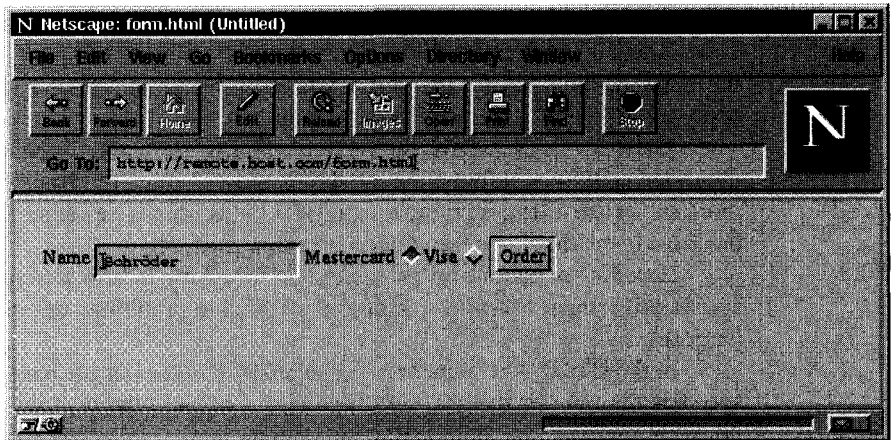 N Netscape: form.html (Untitled)
File Edit View Go Bookmarks Options Directory Window Help
Back Forward Home Edit Reload Images Open Print Find Stop
N
Go To: http://remote.host.com/form.html
Name Schröder Mastercard Visa Order